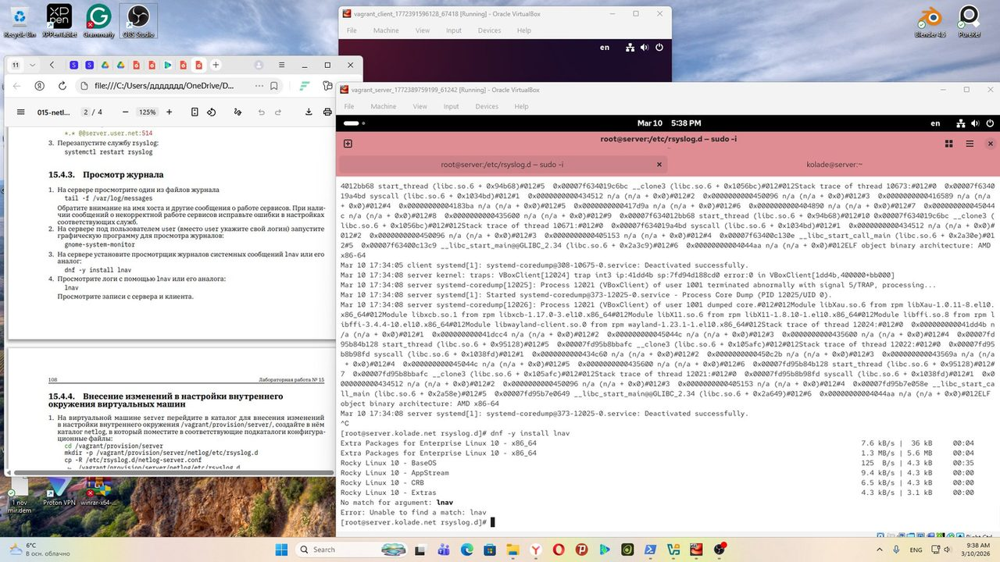 Recycle Bin
XPPenTablet
Grammarly
OBS Studio
Blender 4.5
PureRef
vagrant_client_1772391596128_67418 [Running] - Oracle VirtualBox
File Machine View Input Devices Help
en
11
file:///C:/Users/ддддддд/OneDrive/D...
015-netl...
2 / 4
125%
*.* @@server.user.net:514
3. Перезапустите службу rsyslog:
systemctl restart rsyslog
15.4.3. Просмотр журнала
1. На сервере просмотрите один из файлов журнала
tail -f /var/log/messages
Обратите внимание на имя хоста и другие сообщения о работе сервисов. При нали-
чии сообщений о некорректной работе сервисов исправьте ошибки в настройках
соответствующих служб.
2. На сервере под пользователем user (вместо user укажите свой логин) запустите
графическую программу для просмотра журналов:
gnome-system-monitor
3. На сервере установите просмотрщик журналов системных сообщений lnav или его
аналог:
dnf -y install lnav
4. Просмотрите логи с помощью lnav или его аналога:
lnav
Просмотрите записи с сервера и клиента.
108
Лабораторная работа № 15
15.4.4. Внесение изменений в настройки внутреннего
окружения виртуальных машин
1. На виртуальной машине server перейдите в каталог для внесения изменений
в настройки внутреннего окружения /vagrant/provision/server/, создайте в нём
каталог netlog, в который поместите в соответствующие подкаталоги конфигура-
ционные файлы:
cd /vagrant/provision/server
mkdir -p /vagrant/provision/server/netlog/etc/rsyslog.d
cp -R /etc/rsyslog.d/netlog-server.conf
/vagrant/provision/server/netlog/etc/rsyslog.d
vagrant_server_1772389759199_61242 [Running] - Oracle VirtualBox
File Machine View Input Devices Help
Mar 10 5:38 PM
en
root@server:/etc/rsyslog.d — sudo -i
root@server:/etc/rsyslog.d — sudo -i
kolade@server:~
4012bb68 start_thread (libc.so.6 + 0x94b68)#012#5 0x00007f634019c6bc __clone3 (libc.so.6 + 0x1056bc)#012#012Stack trace of thread 10673:#012#0 0x00007f6340
19a4bd syscall (libc.so.6 + 0x1034bd)#012#1 0x0000000000434512 n/a (n/a + 0x0)#012#2 0x0000000000450096 n/a (n/a + 0x0)#012#3 0x0000000000416589 n/a (n/a
+ 0x0)#012#4 0x00000000004183ba n/a (n/a + 0x0)#012#5 0x0000000000417d9a n/a (n/a + 0x0)#012#6 0x0000000000404890 n/a (n/a + 0x0)#012#7 0x000000000045044
c n/a (n/a + 0x0)#012#8 0x0000000000435600 n/a (n/a + 0x0)#012#9 0x00007f634012bb68 start_thread (libc.so.6 + 0x94b68)#012#10 0x00007f634019c6bc __clone3 (
libc.so.6 + 0x1056bc)#012#012Stack trace of thread 10671:#012#0 0x00007f634019a4bd syscall (libc.so.6 + 0x1034bd)#012#1 0x0000000000434512 n/a (n/a + 0x0)#
012#2 0x0000000000450096 n/a (n/a + 0x0)#012#3 0x0000000000405153 n/a (n/a + 0x0)#012#4 0x00007f63400c130e __libc_start_call_main (libc.so.6 + 0x2a30e)#01
2#5 0x00007f63400c13c9 __libc_start_main@@GLIBC_2.34 (libc.so.6 + 0x2a3c9)#012#6 0x00000000004044aa n/a (n/a + 0x0)#012ELF object binary architecture: AMD
x86-64
Mar 10 17:34:05 client systemd[1]: systemd-coredump@308-10675-0.service: Deactivated successfully.
Mar 10 17:34:08 server kernel: traps: VBoxClient[12024] trap int3 ip:41dd4b sp:7fd94d188cd0 error:0 in VBoxClient[1dd4b,400000+bb000]
Mar 10 17:34:08 server systemd-coredump[12025]: Process 12021 (VBoxClient) of user 1001 terminated abnormally with signal 5/TRAP, processing...
Mar 10 17:34:08 server systemd[1]: Started systemd-coredump@373-12025-0.service - Process Core Dump (PID 12025/UID 0).
Mar 10 17:34:08 server systemd-coredump[12026]: Process 12021 (VBoxClient) of user 1001 dumped core.#012#012Module libXau.so.6 from rpm libXau-1.0.11-8.el10.
x86_64#012Module libxcb.so.1 from rpm libxcb-1.17.0-3.el10.x86_64#012Module libX11.so.6 from rpm libX11-1.8.10-1.el10.x86_64#012Module libffi.so.8 from rpm l
ibffi-3.4.4-10.el10.x86_64#012Module libwayland-client.so.0 from rpm wayland-1.23.1-1.el10.x86_64#012Stack trace of thread 12024:#012#0 0x000000000041dd4b n
/a (n/a + 0x0)#012#1 0x000000000041dcc4 n/a (n/a + 0x0)#012#2 0x000000000045044c n/a (n/a + 0x0)#012#3 0x0000000000435600 n/a (n/a + 0x0)#012#4 0x00007fd
95b84b128 start_thread (libc.so.6 + 0x95128)#012#5 0x00007fd95b8bbafc __clone3 (libc.so.6 + 0x105afc)#012#012Stack trace of thread 12022:#012#0 0x00007fd95
b8b98fd syscall (libc.so.6 + 0x1038fd)#012#1 0x0000000000434c60 n/a (n/a + 0x0)#012#2 0x0000000000450c2b n/a (n/a + 0x0)#012#3 0x000000000043569a n/a (n/a
+ 0x0)#012#4 0x000000000045044c n/a (n/a + 0x0)#012#5 0x0000000000435600 n/a (n/a + 0x0)#012#6 0x00007fd95b84b128 start_thread (libc.so.6 + 0x95128)#012#
7 0x00007fd95b8bbafc __clone3 (libc.so.6 + 0x105afc)#012#012Stack trace of thread 12021:#012#0 0x00007fd95b8b98fd syscall (libc.so.6 + 0x1038fd)#012#1 0x0
000000000434512 n/a (n/a + 0x0)#012#2 0x0000000000450096 n/a (n/a + 0x0)#012#3 0x0000000000405153 n/a (n/a + 0x0)#012#4 0x00007fd95b7e058e __libc_start_ca
ll_main (libc.so.6 + 0x2a58e)#012#5 0x00007fd95b7e0649 __libc_start_main@@GLIBC_2.34 (libc.so.6 + 0x2a649)#012#6 0x00000000004044aa n/a (n/a + 0x0)#012ELF
object binary architecture: AMD x86-64
Mar 10 17:34:08 server systemd[1]: systemd-coredump@373-12025-0.service: Deactivated successfully.
^C
[root@server.kolade.net rsyslog.d]# dnf -y install lnav
Extra Packages for Enterprise Linux 10 - x86_64 7.6 kB/s | 36 kB 00:04
Extra Packages for Enterprise Linux 10 - x86_64 1.3 MB/s | 5.6 MB 00:04
Rocky Linux 10 - BaseOS 125 B/s | 4.3 kB 00:35
Rocky Linux 10 - AppStream 9.4 kB/s | 4.3 kB 00:00
Rocky Linux 10 - CRB 6.5 kB/s | 4.3 kB 00:00
Rocky Linux 10 - Extras 4.3 kB/s | 3.1 kB 00:00
No match for argument: lnav
Error: Unable to find a match: lnav
[root@server.kolade.net rsyslog.d]#
Right Ctrl
1 nov
mir.dem
Proton VPN
winrar-x64-...
6°C
В осн. облачно
Search
ENG
9:38 AM
3/10/2026